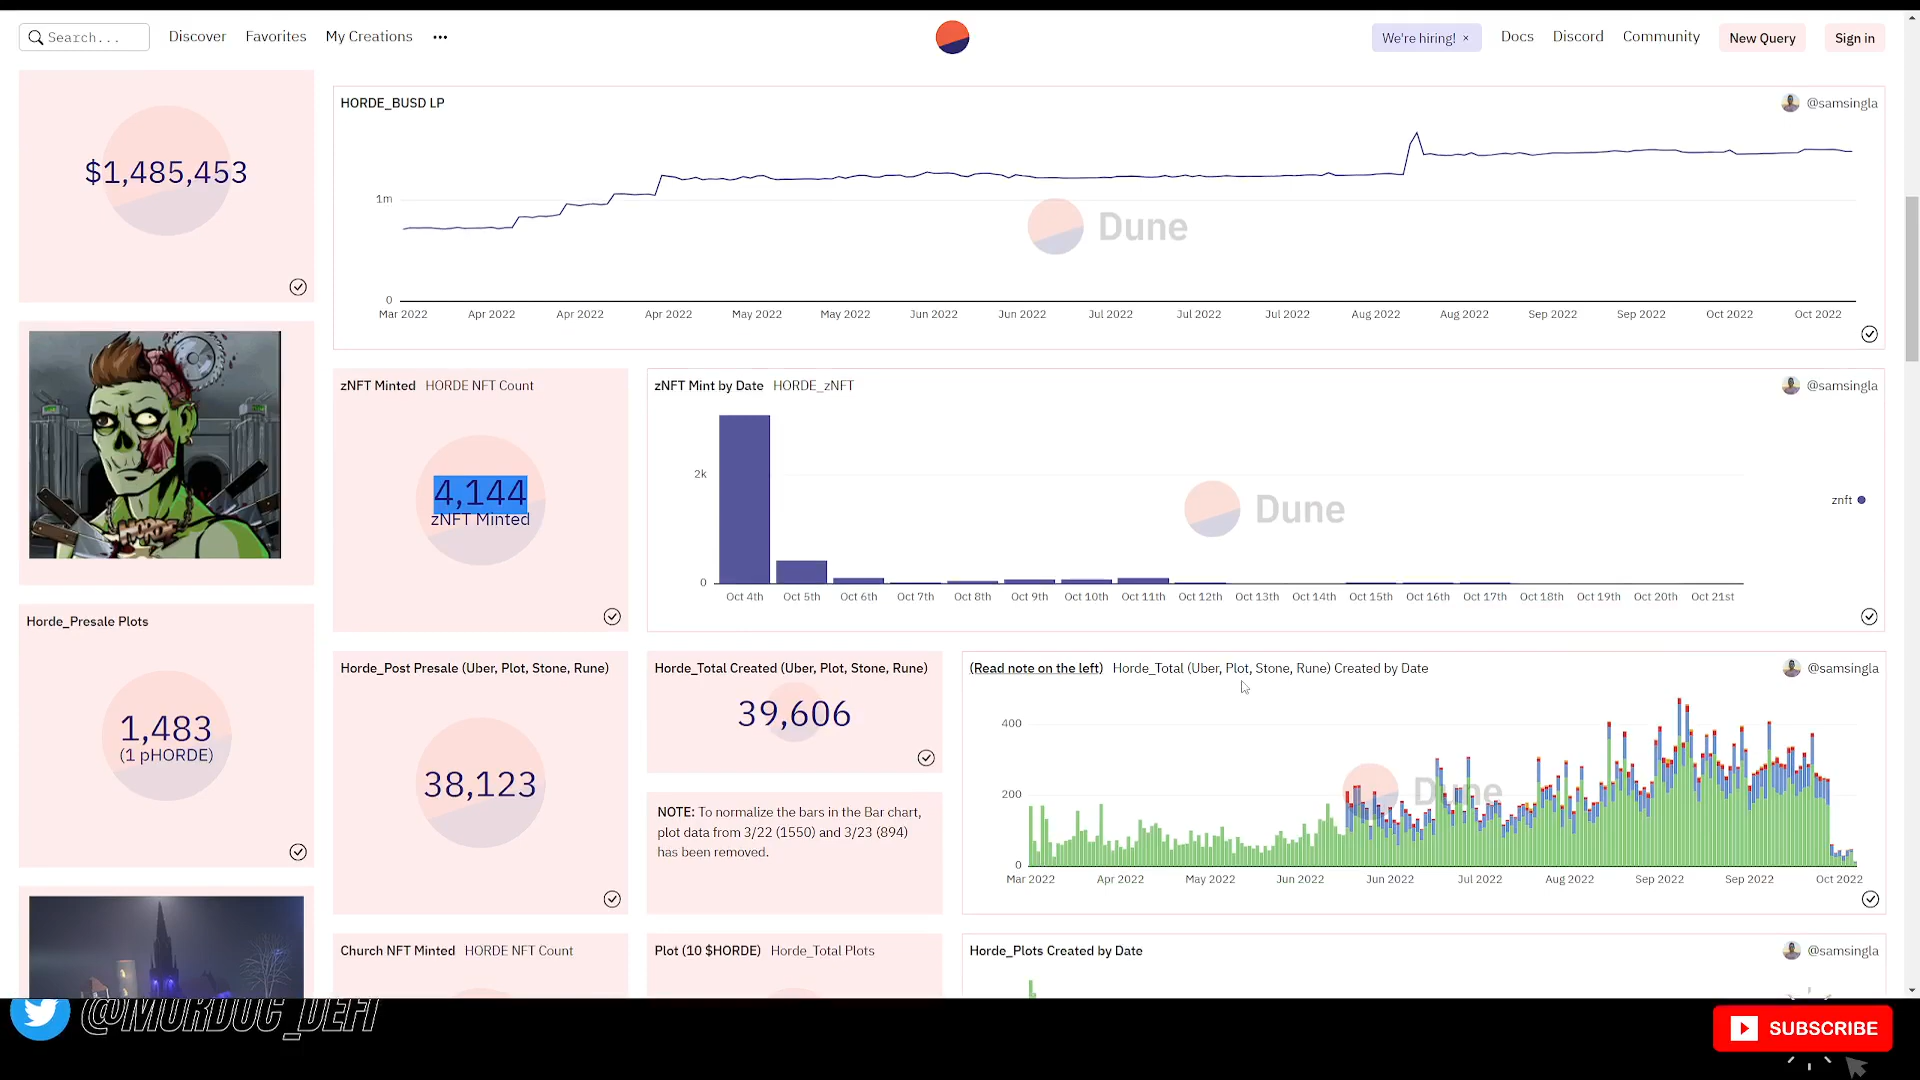 Search...
Discover
Favorites
My Creations
We're hiring! ×
Docs
Discord
Community
New Query
Sign in
$1,485,453
HORDE_BUSD LP
@samsingla
1m
0
Dune
Mar 2022 Apr 2022 Apr 2022 Apr 2022 May 2022 May 2022 Jun 2022 Jun 2022 Jul 2022 Jul 2022 Jul 2022 Aug 2022 Aug 2022 Sep 2022 Sep 2022 Oct 2022 Oct 2022
HORDE
zNFT Minted HORDE NFT Count
4,144
zNFT Minted
zNFT Mint by Date HORDE_zNFT
@samsingla
2k
0
Dune
znft
Oct 4th Oct 5th Oct 6th Oct 7th Oct 8th Oct 9th Oct 10th Oct 11th Oct 12th Oct 13th Oct 14th Oct 15th Oct 16th Oct 17th Oct 18th Oct 19th Oct 20th Oct 21st
Horde_Presale Plots
1,483
(1 pHORDE)
Horde_Post Presale (Uber, Plot, Stone, Rune)
38,123
Horde_Total Created (Uber, Plot, Stone, Rune)
39,606
NOTE: To normalize the bars in the Bar chart,
plot data from 3/22 (1550) and 3/23 (894)
has been removed.
(Read note on the left) Horde_Total (Uber, Plot, Stone, Rune) Created by Date
@samsingla
400
200
0
Dune
Mar 2022 Apr 2022 May 2022 Jun 2022 Jun 2022 Jul 2022 Aug 2022 Sep 2022 Sep 2022 Oct 2022
Church NFT Minted HORDE NFT Count
Plot (10 $HORDE) Horde_Total Plots
Horde_Plots Created by Date
@samsingla
@MURDOC_DEFI
SUBSCRIBE